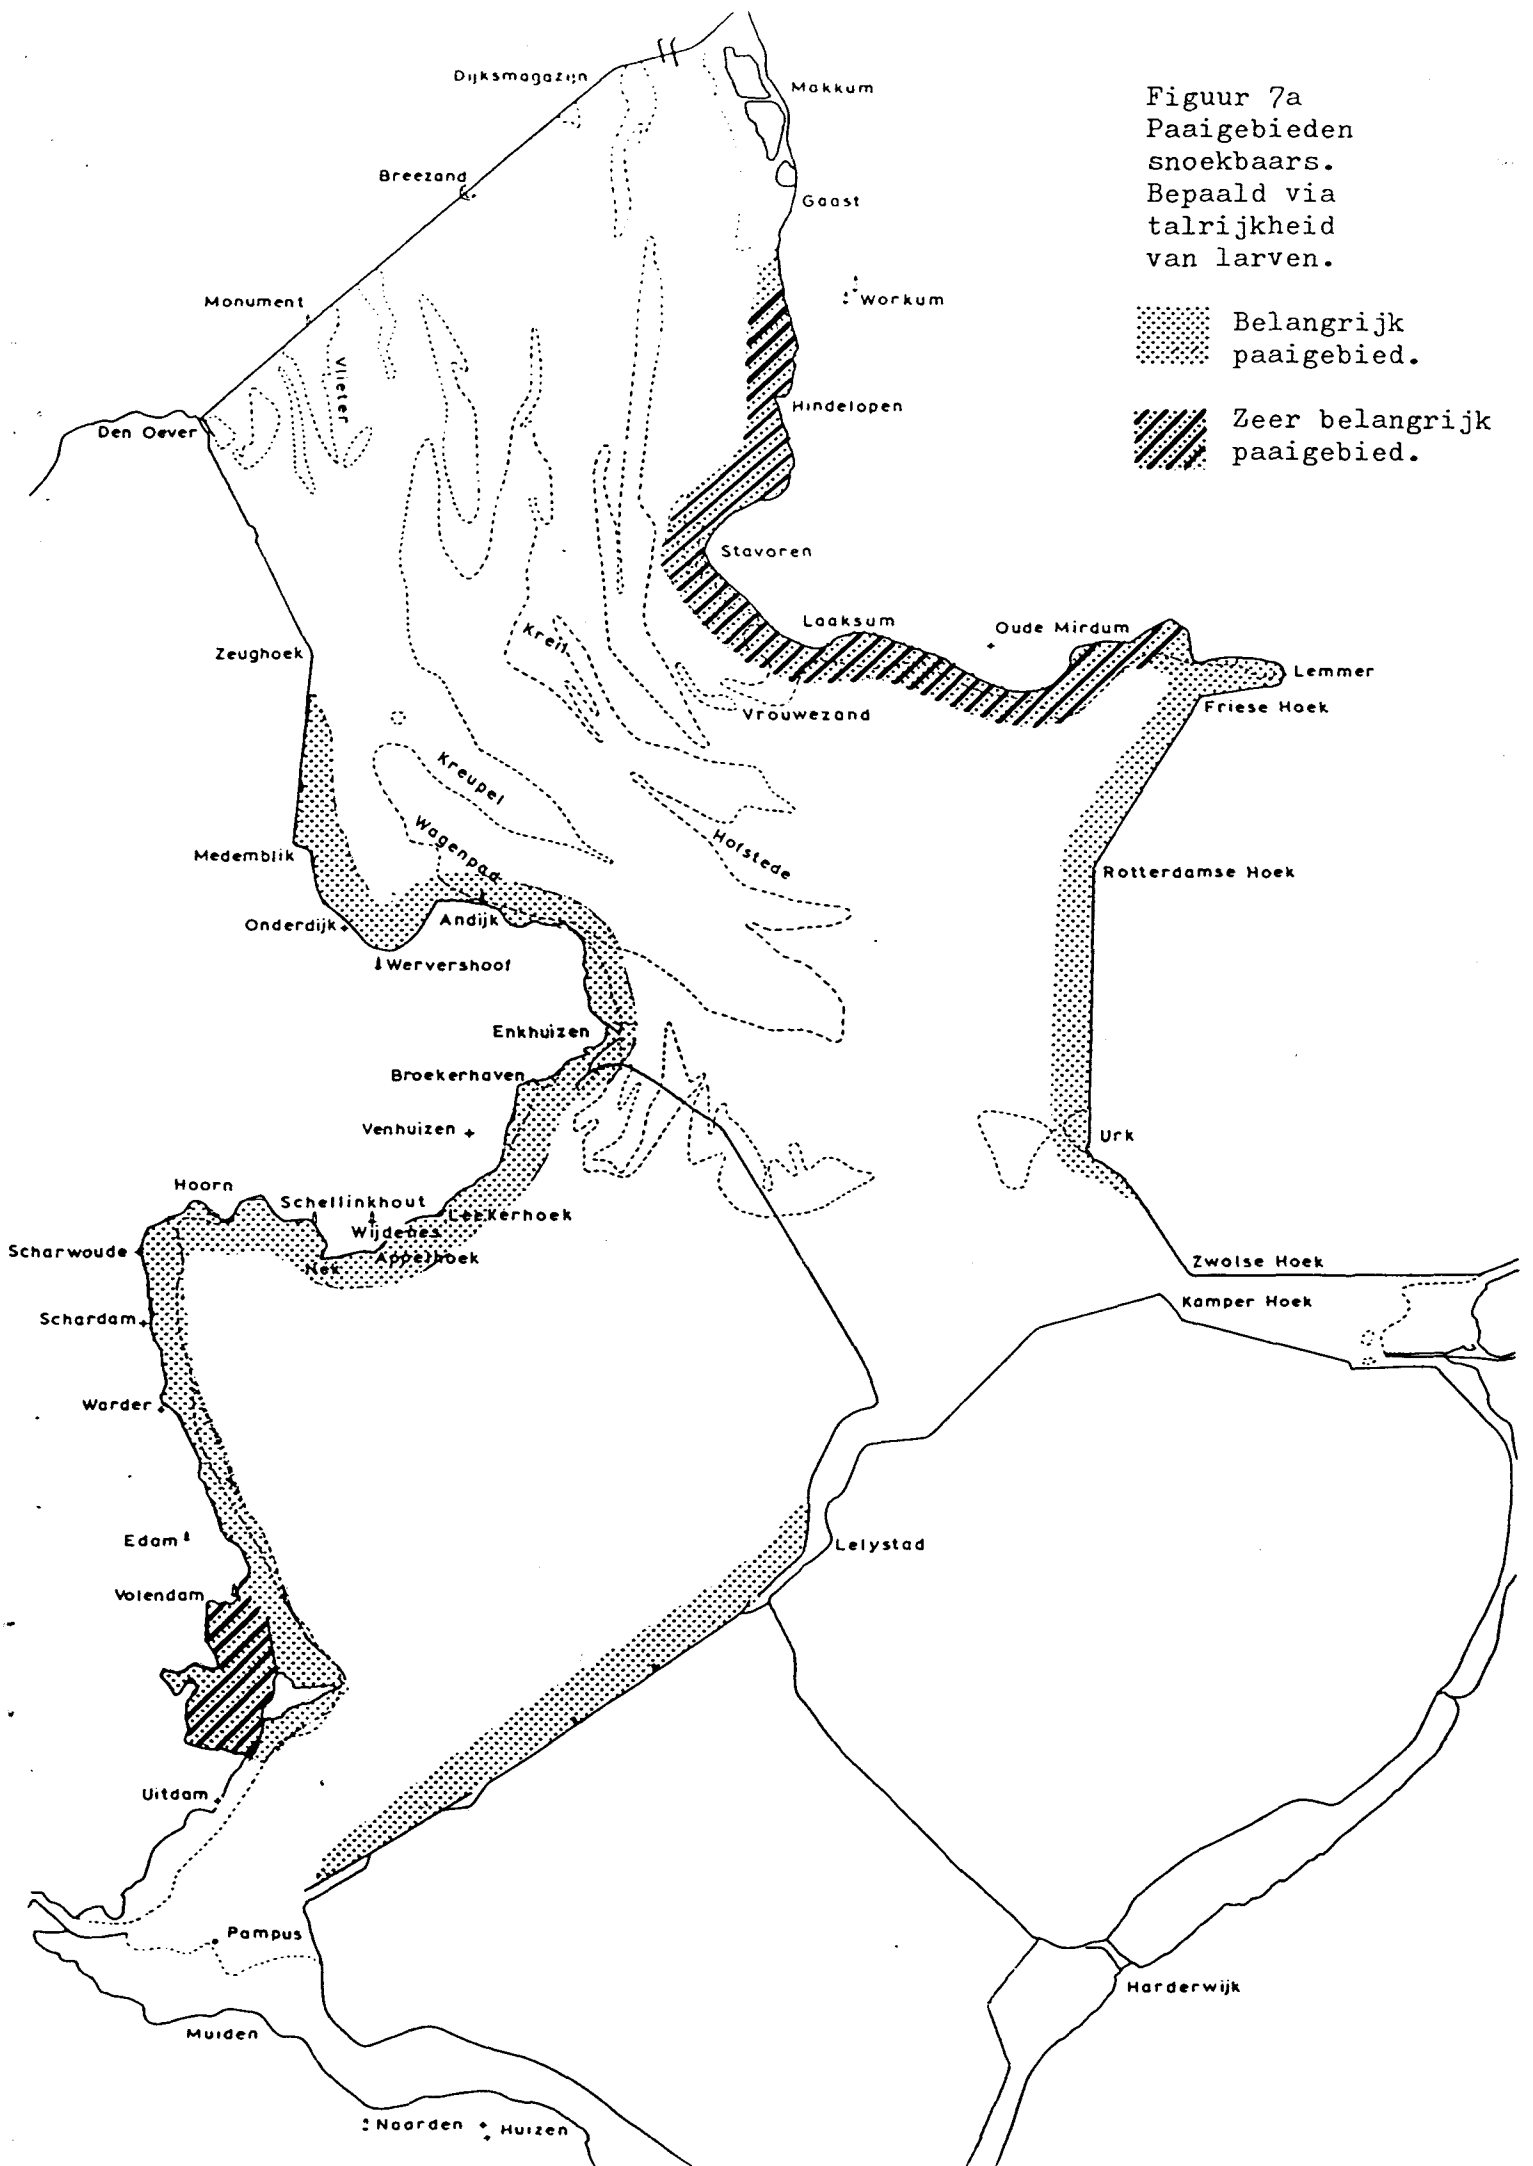 Figuur 7a
Paaigebieden
snoekbaars.
Bepaald via
talrijkheid
van larven.
Belangrijk
paaigebied.
Zeer belangrijk
paaigebied.
Dijksmagazijn
Makkum
Breezand
Gaast
Monument
Workum
Vlieter
Hindelopen
Den Oever
Stavoren
Laaksum
Oude Mirdum
Kreil
Zeughoek
Lemmer
Friese Hoek
Vrouwezand
Kreupel
Wagenpad
Hofstede
Medemblik
Rotterdamse Hoek
Onderdijk
Andijk
Wervershoof
Enkhuizen
Broekerhaven
Venhuizen
Urk
Hoorn
Schellinkhout
Leekerhoek
Wijdenes
Scharwoude
Appelhoek
Nek
Zwolse Hoek
Kamper Hoek
Schardam
Warder
Edam
Lelystad
Volendam
Uitdam
Pampus
Harderwijk
Muiden
Naarden
Huizen